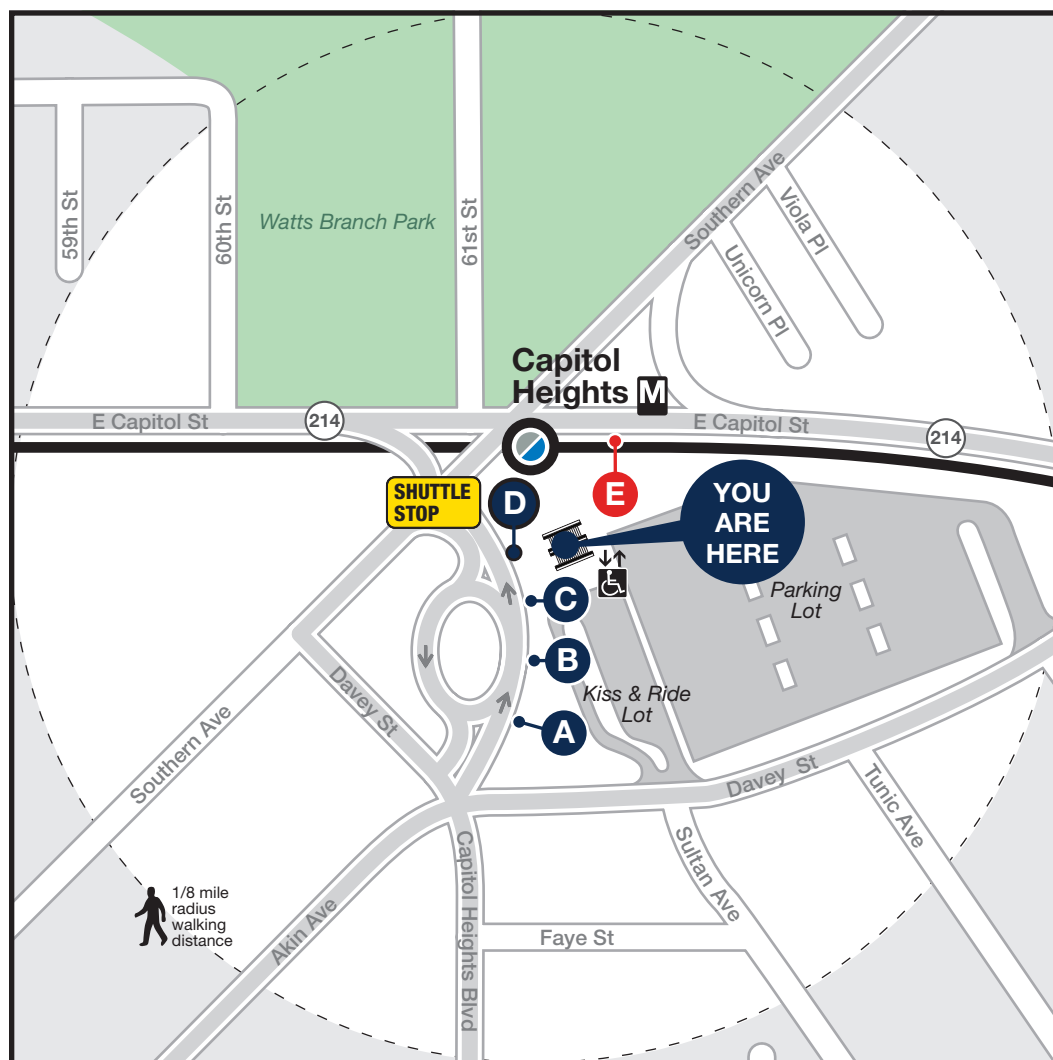 59th St
60th St
Watts Branch Park
61st St
Southern Ave
Viola Pl
Unicorn Pl
Capitol
Heights M
E Capitol St
214
E Capitol St
214
SHUTTLE
STOP
D
E
YOU
ARE
HERE
C
Parking
Lot
B
Kiss & Ride
Lot
A
Davey St
Southern Ave
Davey St
Tunic Ave
Sultan Ave
Capitol Heights Blvd
Akin Ave
Faye St
1/8 mile
radius
walking
distance